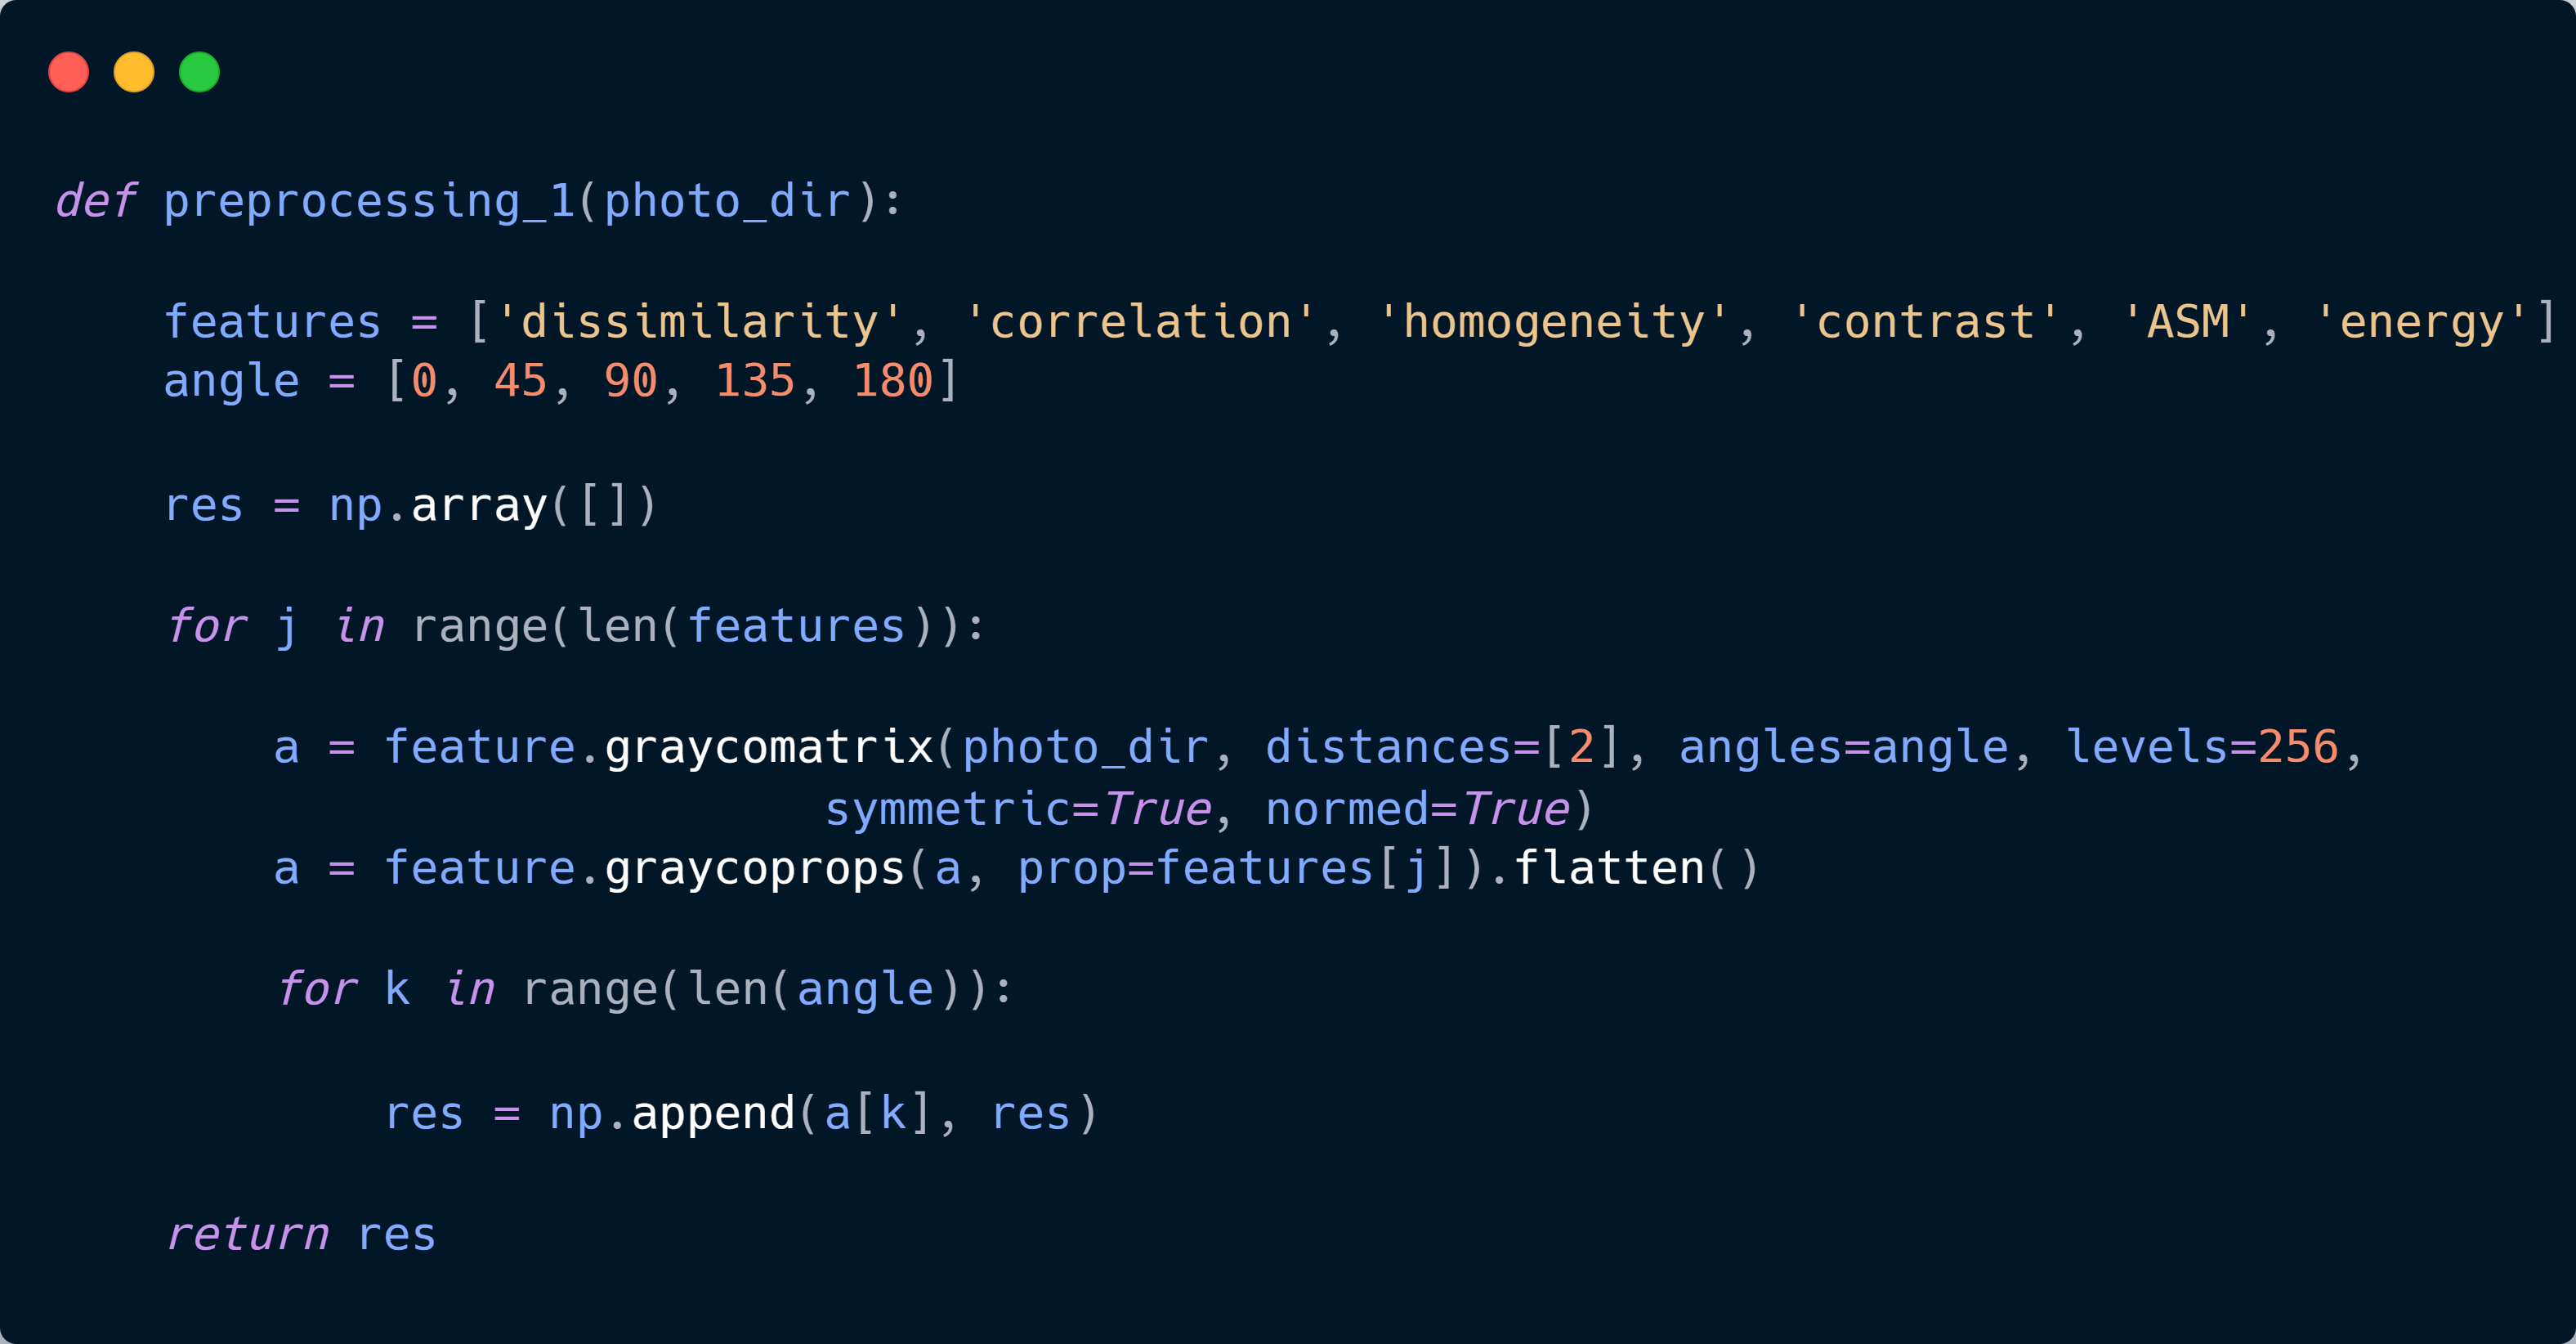 def preprocessing_1(photo_dir):
    features = ['dissimilarity', 'correlation', 'homogeneity', 'contrast', 'ASM', 'energy']
    angle = [0, 45, 90, 135, 180]
    res = np.array([])
    for j in range(len(features)):
        a = feature.graycomatrix(photo_dir, distances=[2], angles=angle, levels=256,
                            symmetric=True, normed=True)
        a = feature.graycoprops(a, prop=features[j]).flatten()
        for k in range(len(angle)):
            res = np.append(a[k], res)
    return res